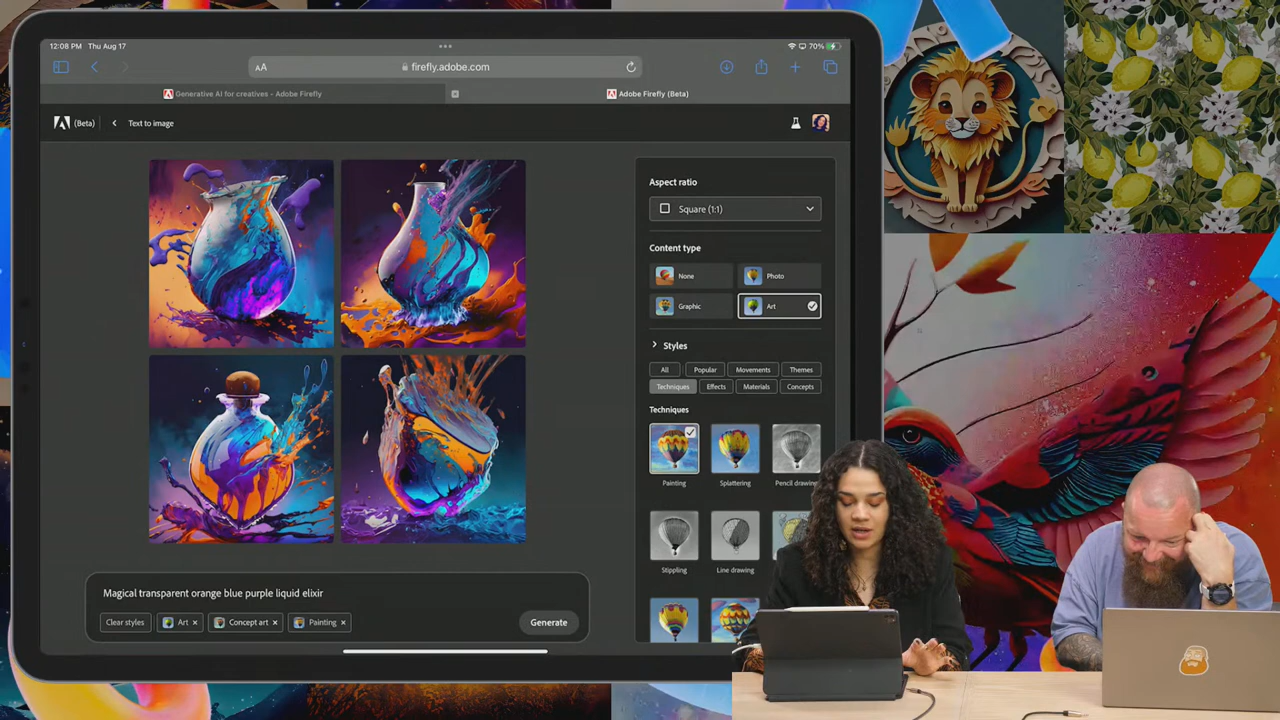 12:08 PM Thu Aug 17
70%
AA
firefly.adobe.com
Generative AI for creatives - Adobe Firefly
Adobe Firefly (Beta)
(Beta)
Text to image
Aspect ratio
Square (1:1)
Content type
None
Photo
Graphic
Art
Styles
All
Popular
Movements
Themes
Techniques
Effects
Materials
Concepts
Techniques
Painting
Splattering
Pencil drawing
Stippling
Line drawing
Magical transparent orange blue purple liquid elixir
Clear styles
Art ×
Concept art ×
Painting ×
Generate